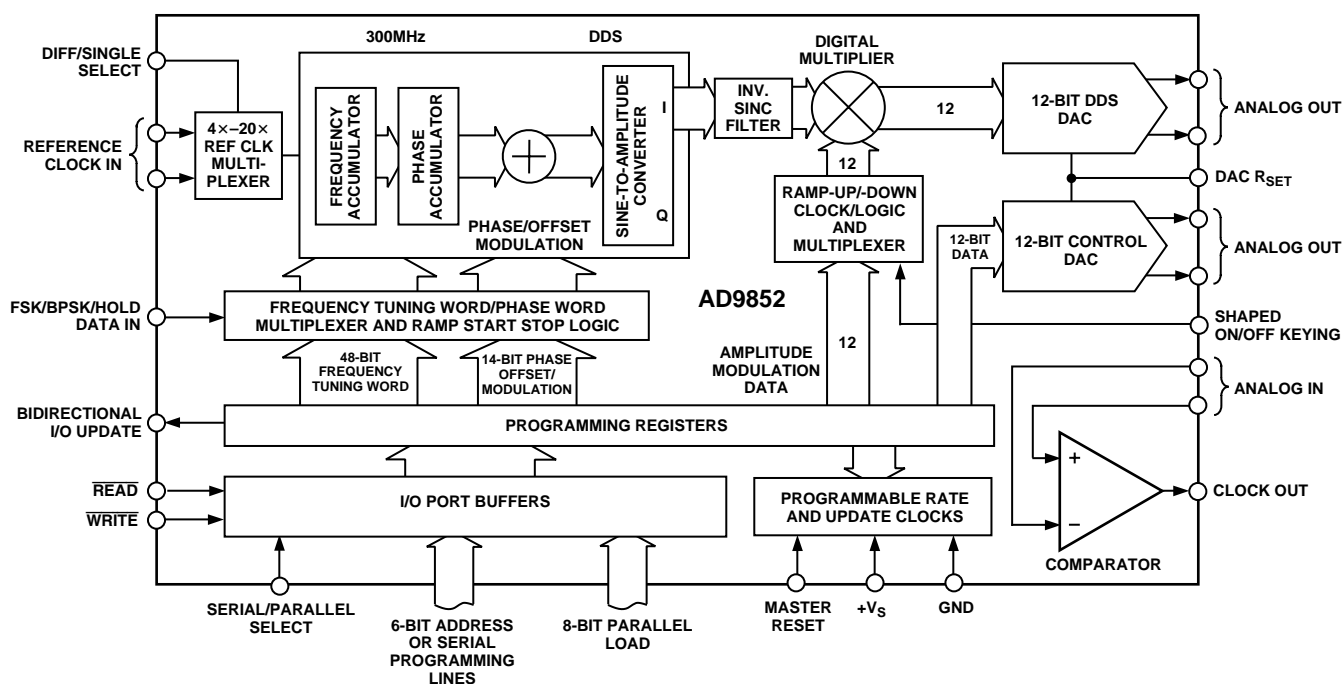 300MHz DDS
DIGITAL
MULTIPLIER
DIFF/SINGLE
SELECT
REFERENCE
CLOCK IN
4×–20×
REF CLK
MULTI-
PLEXER
FREQUENCY
ACCUMULATOR
PHASE
ACCUMULATOR
SINE-TO-AMPLITUDE
CONVERTER
I
Q
PHASE/OFFSET
MODULATION
INV.
SINC
FILTER
12
12-BIT DDS
DAC
ANALOG OUT
12
RAMP-UP/-DOWN
CLOCK/LOGIC
AND
MULTIPLEXER
DAC RSET
12-BIT
DATA
12-BIT CONTROL
DAC
ANALOG OUT
AD9852
FSK/BPSK/HOLD
DATA IN
FREQUENCY TUNING WORD/PHASE WORD
MULTIPLEXER AND RAMP START STOP LOGIC
SHAPED
ON/OFF KEYING
48-BIT
FREQUENCY
TUNING WORD
14-BIT PHASE
OFFSET/
MODULATION
AMPLITUDE
MODULATION
DATA
12
ANALOG IN
BIDIRECTIONAL
I/O UPDATE
PROGRAMMING REGISTERS
READ
WRITE
I/O PORT BUFFERS
PROGRAMMABLE RATE
AND UPDATE CLOCKS
+
–
CLOCK OUT
COMPARATOR
SERIAL/PARALLEL
SELECT
6-BIT ADDRESS
OR SERIAL
PROGRAMMING
LINES
8-BIT PARALLEL
LOAD
MASTER
RESET
+VS
GND